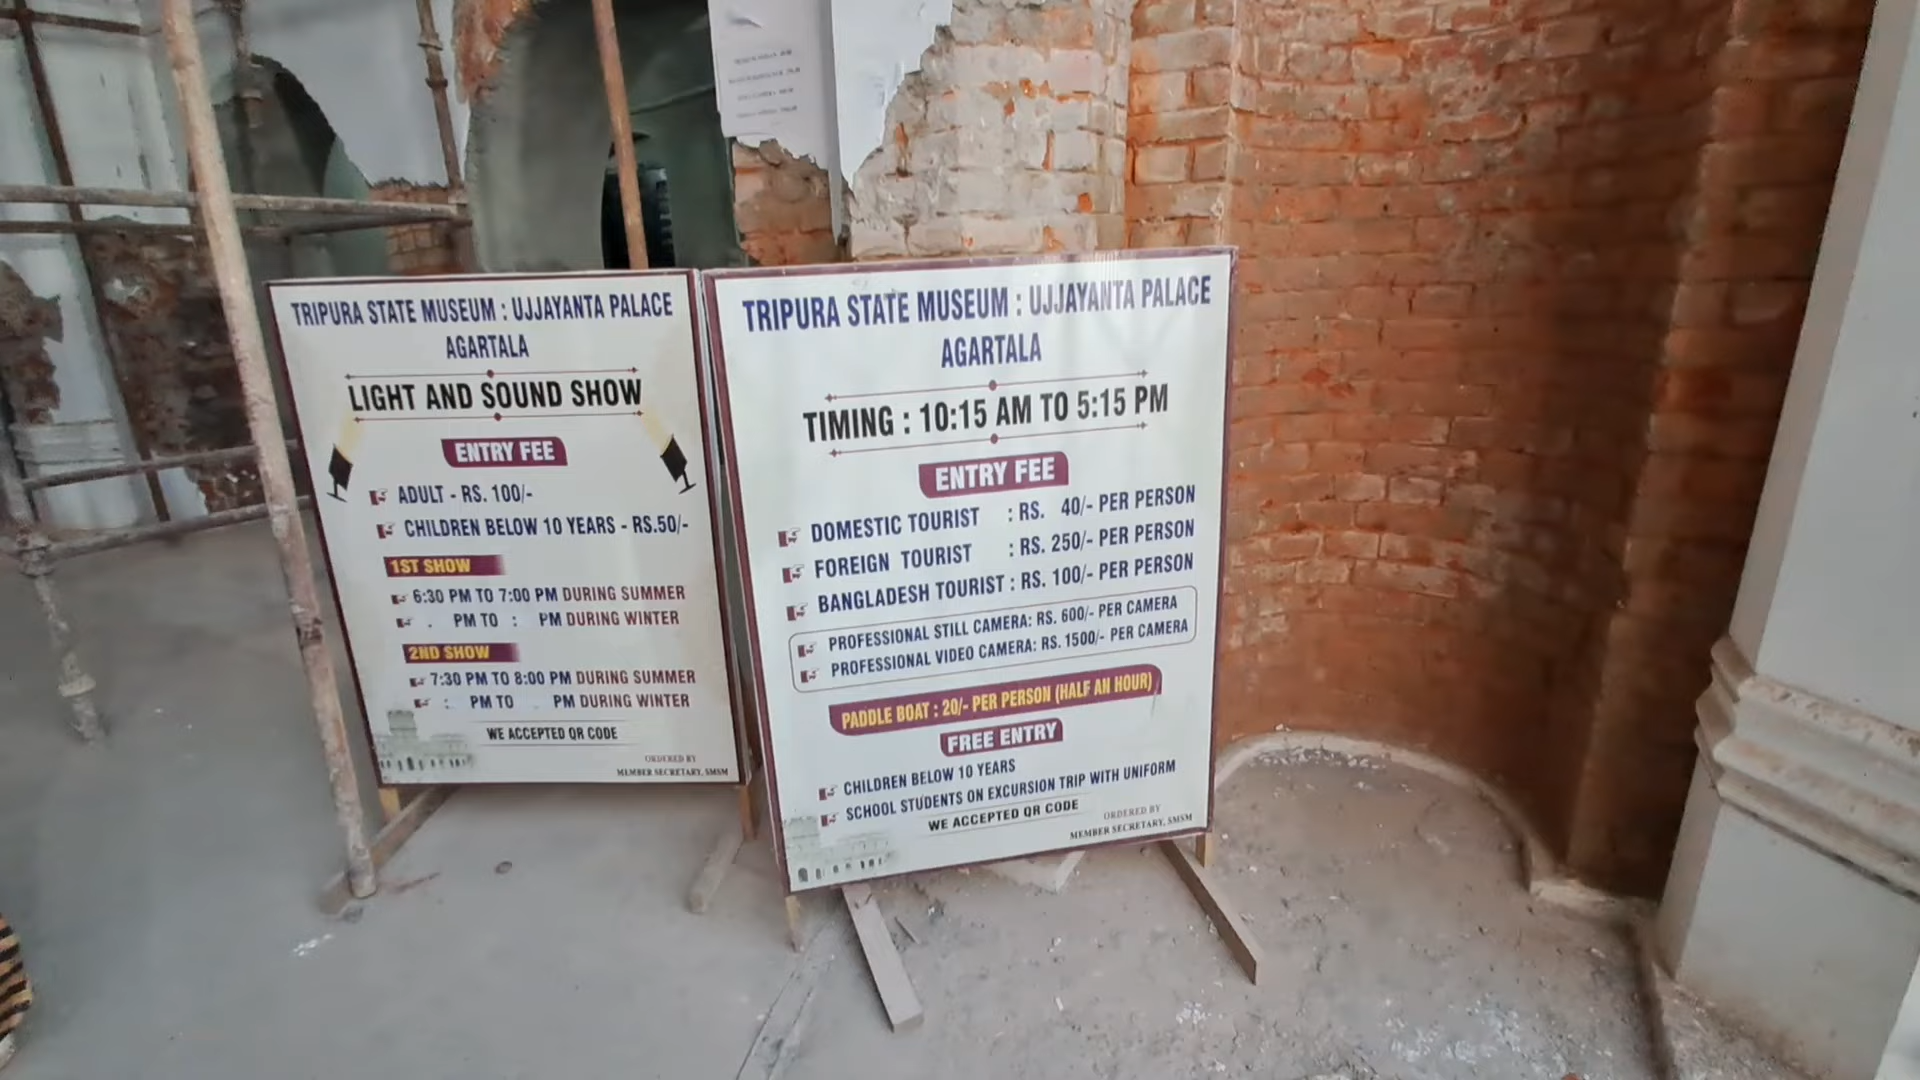 TRIPURA STATE MUSEUM : UJJAYANTA PALACE
AGARTALA
LIGHT AND SOUND SHOW
ENTRY FEE
ADULT - RS. 100/-
CHILDREN BELOW 10 YEARS - RS.50/-
1ST SHOW
6:30 PM TO 7:00 PM DURING SUMMER
. PM TO : PM DURING WINTER
2ND SHOW
7:30 PM TO 8:00 PM DURING SUMMER
: PM TO PM DURING WINTER
WE ACCEPTED QR CODE
ORDERED BY
MEMBER SECRETARY, SMSM
TRIPURA STATE MUSEUM : UJJAYANTA PALACE
AGARTALA
TIMING : 10:15 AM TO 5:15 PM
ENTRY FEE
DOMESTIC TOURIST : RS. 40/- PER PERSON
FOREIGN TOURIST : RS. 250/- PER PERSON
BANGLADESH TOURIST : RS. 100/- PER PERSON
PROFESSIONAL STILL CAMERA: RS. 600/- PER CAMERA
PROFESSIONAL VIDEO CAMERA: RS. 1500/- PER CAMERA
PADDLE BOAT : 20/- PER PERSON (HALF AN HOUR)
FREE ENTRY
CHILDREN BELOW 10 YEARS
SCHOOL STUDENTS ON EXCURSION TRIP WITH UNIFORM
WE ACCEPTED QR CODE
ORDERED BY
MEMBER SECRETARY, SMSM